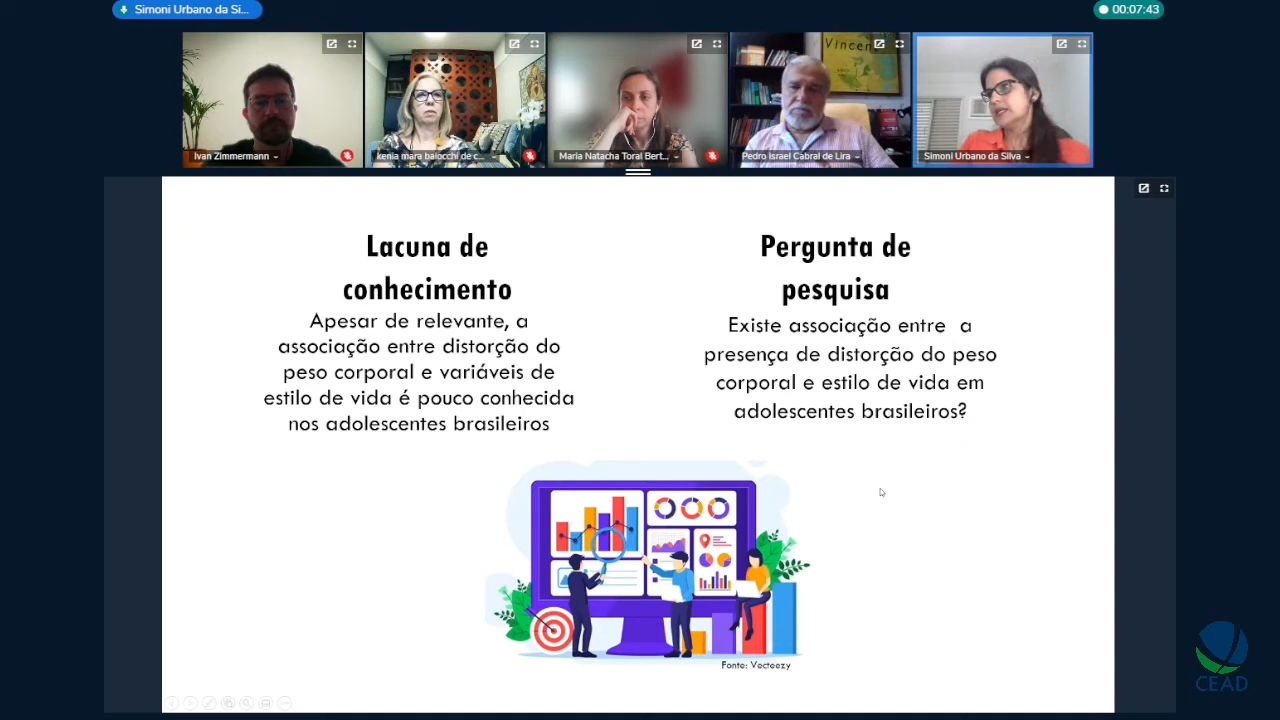 Simoni Urbano da Si...
00:07:43
Vincen
Ivan Zimmermann
kenia mara baiocchi de c...
Maria Natacha Toral Bert...
Pedro Israel Cabral de Lira
Simoni Urbano da Silva
Lacuna de
conhecimento
Apesar de relevante, a
associação entre distorção do
peso corporal e variáveis de
estilo de vida é pouco conhecida
nos adolescentes brasileiros
Pergunta de
pesquisa
Existe associação entre a
presença de distorção do peso
corporal e estilo de vida em
adolescentes brasileiros?
Fonte: Vecteezy
CEAD